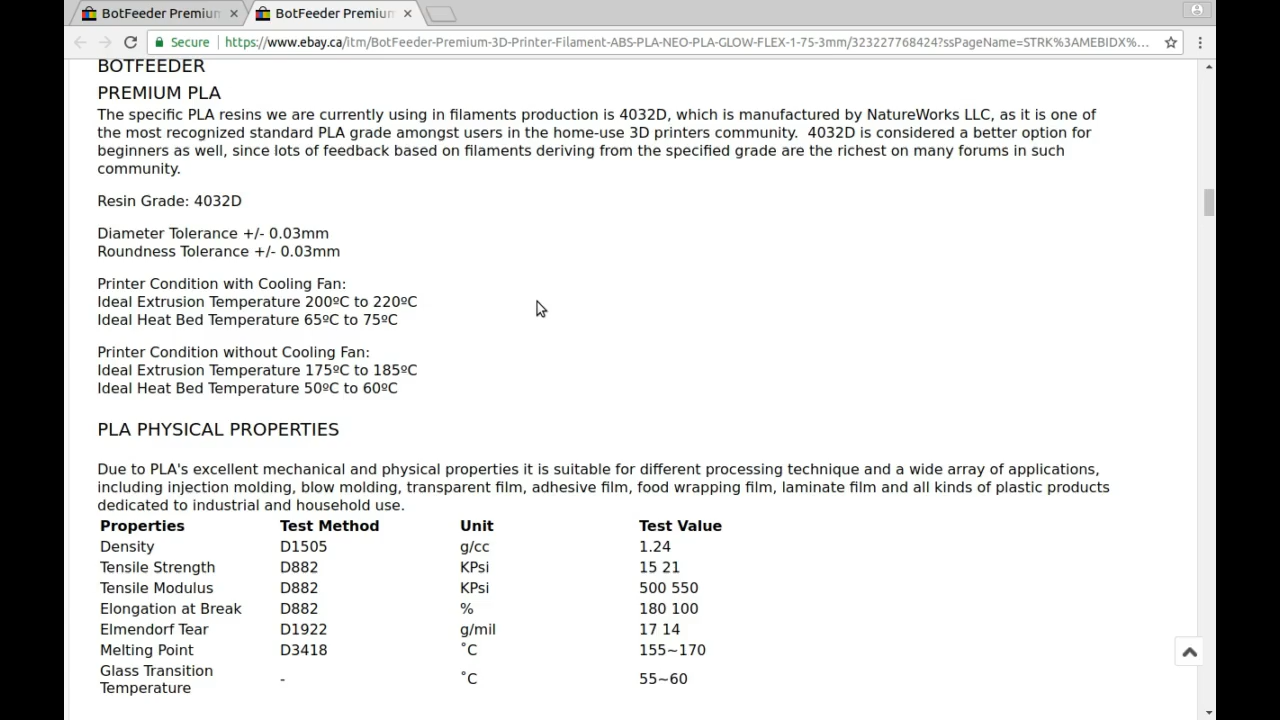 BotFeeder Premium
BotFeeder Premium
Secure
https://www.ebay.ca/itm/BotFeeder-Premium-3D-Printer-Filament-ABS-PLA-NEO-PLA-GLOW-FLEX-1-75-3mm/323227768424?ssPageName=STRK%3AMEBIDX%...
BOTFEEDER
PREMIUM PLA
The specific PLA resins we are currently using in filaments production is 4032D, which is manufactured by NatureWorks LLC, as it is one of
the most recognized standard PLA grade amongst users in the home-use 3D printers community.  4032D is considered a better option for
beginners as well, since lots of feedback based on filaments deriving from the specified grade are the richest on many forums in such
community.
Resin Grade: 4032D
Diameter Tolerance +/- 0.03mm
Roundness Tolerance +/- 0.03mm
Printer Condition with Cooling Fan:
Ideal Extrusion Temperature 200ºC to 220ºC
Ideal Heat Bed Temperature 65ºC to 75ºC
Printer Condition without Cooling Fan:
Ideal Extrusion Temperature 175ºC to 185ºC
Ideal Heat Bed Temperature 50ºC to 60ºC
PLA PHYSICAL PROPERTIES
Due to PLA's excellent mechanical and physical properties it is suitable for different processing technique and a wide array of applications,
including injection molding, blow molding, transparent film, adhesive film, food wrapping film, laminate film and all kinds of plastic products
dedicated to industrial and household use.
Properties Test Method Unit Test Value
Density D1505 g/cc 1.24
Tensile Strength D882 KPsi 15 21
Tensile Modulus D882 KPsi 500 550
Elongation at Break D882 % 180 100
Elmendorf Tear D1922 g/mil 17 14
Melting Point D3418 ˚C 155~170
Glass Transition
Temperature - ˚C 55~60